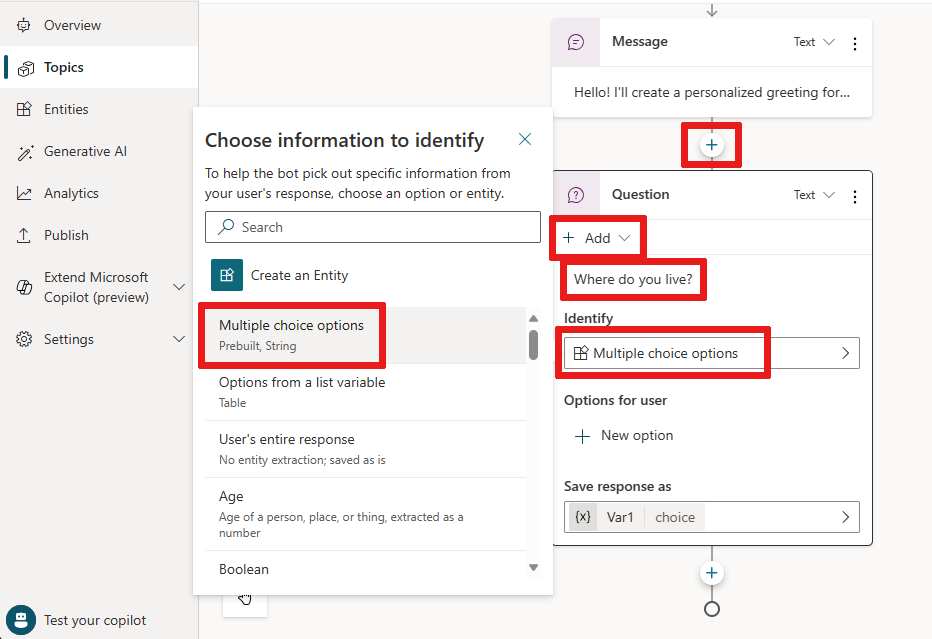 Overview
Topics
Entities
Generative AI
Analytics
Publish
Extend Microsoft
Copilot (preview)
Settings
Test your copilot
Choose information to identify
To help the bot pick out specific information from
your user's response, choose an option or entity.
Search
Create an Entity
Multiple choice options
Prebuilt, String
Options from a list variable
Table
User's entire response
No entity extraction; saved as is
Age
Age of a person, place, or thing, extracted as a
number
Boolean
Message Text
Hello! I'll create a personalized greeting for...
Question Text
Add
Where do you live?
Identify
Multiple choice options
Options for user
New option
Save response as
{x} Var1 choice